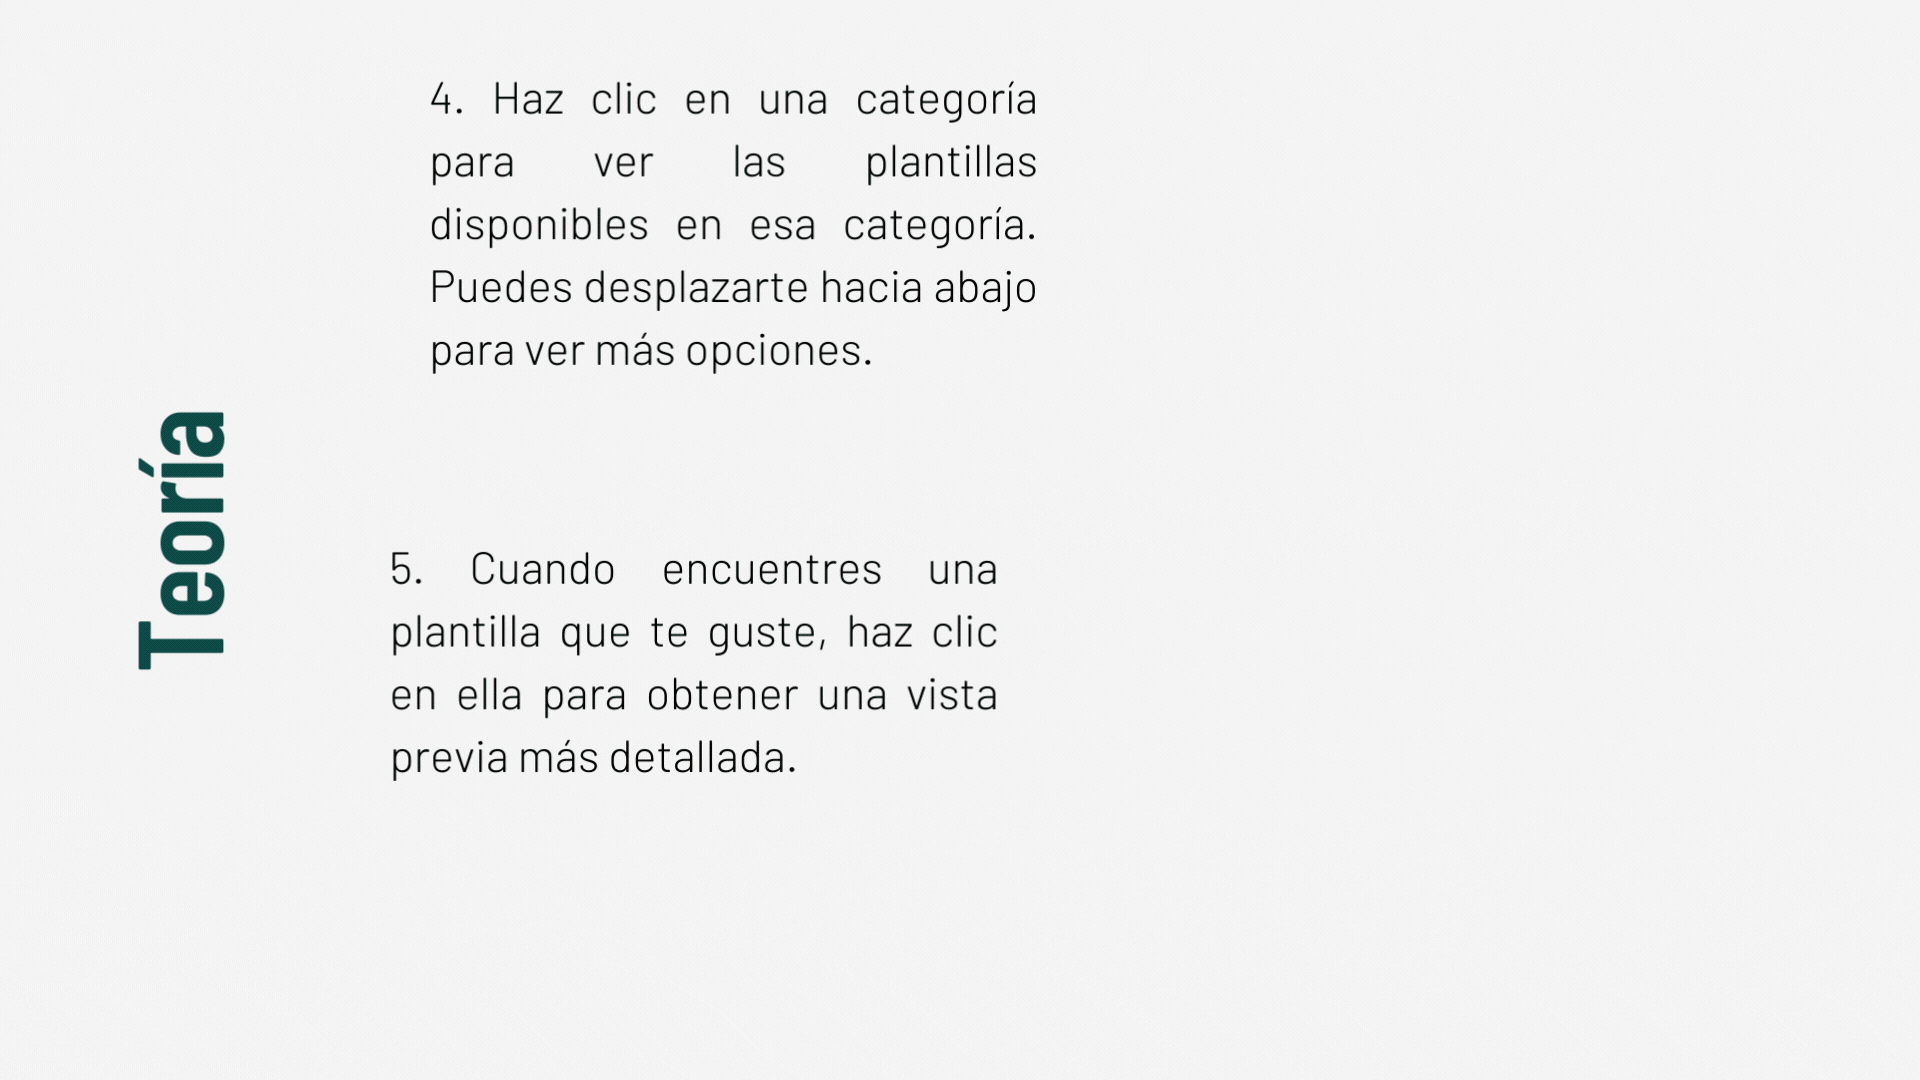 Teoría
4. Haz clic en una categoría
para ver las plantillas
disponibles en esa categoría.
Puedes desplazarte hacia abajo
para ver más opciones.
5. Cuando encuentres una
plantilla que te guste, haz clic
en ella para obtener una vista
previa más detallada.